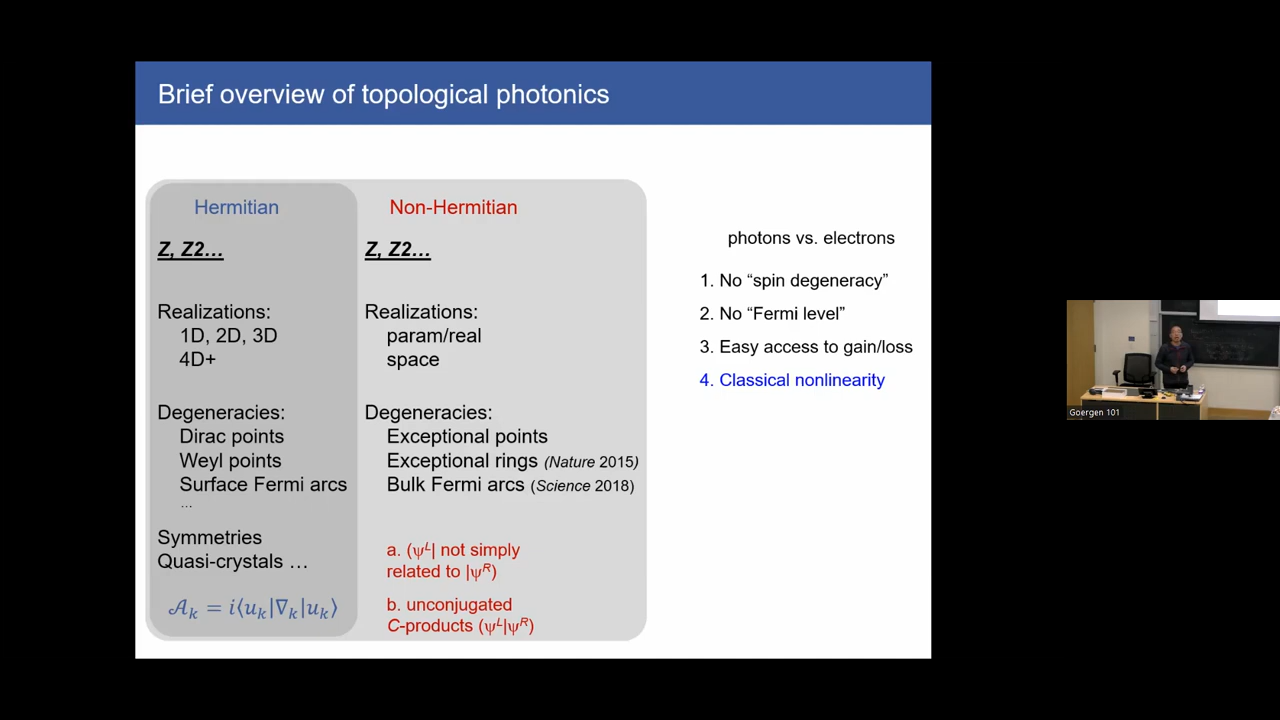 Brief overview of topological photonics
Hermitian
Z, Z2...
Realizations:
1D, 2D, 3D
4D+
Degeneracies:
Dirac points
Weyl points
Surface Fermi arcs
...
Symmetries
Quasi-crystals ...
𝒜ₖ = i⟨uₖ|∇ₖ|uₖ⟩
Non-Hermitian
Z, Z2...
Realizations:
param/real
space
Degeneracies:
Exceptional points
Exceptional rings (Nature 2015)
Bulk Fermi arcs (Science 2018)
a. (ψᴸ| not simply
related to |ψᴿ)
b. unconjugated
C-products (ψᴸ|ψᴿ)
photons vs. electrons
1. No “spin degeneracy”
2. No “Fermi level”
3. Easy access to gain/loss
4. Classical nonlinearity
Goergen 101